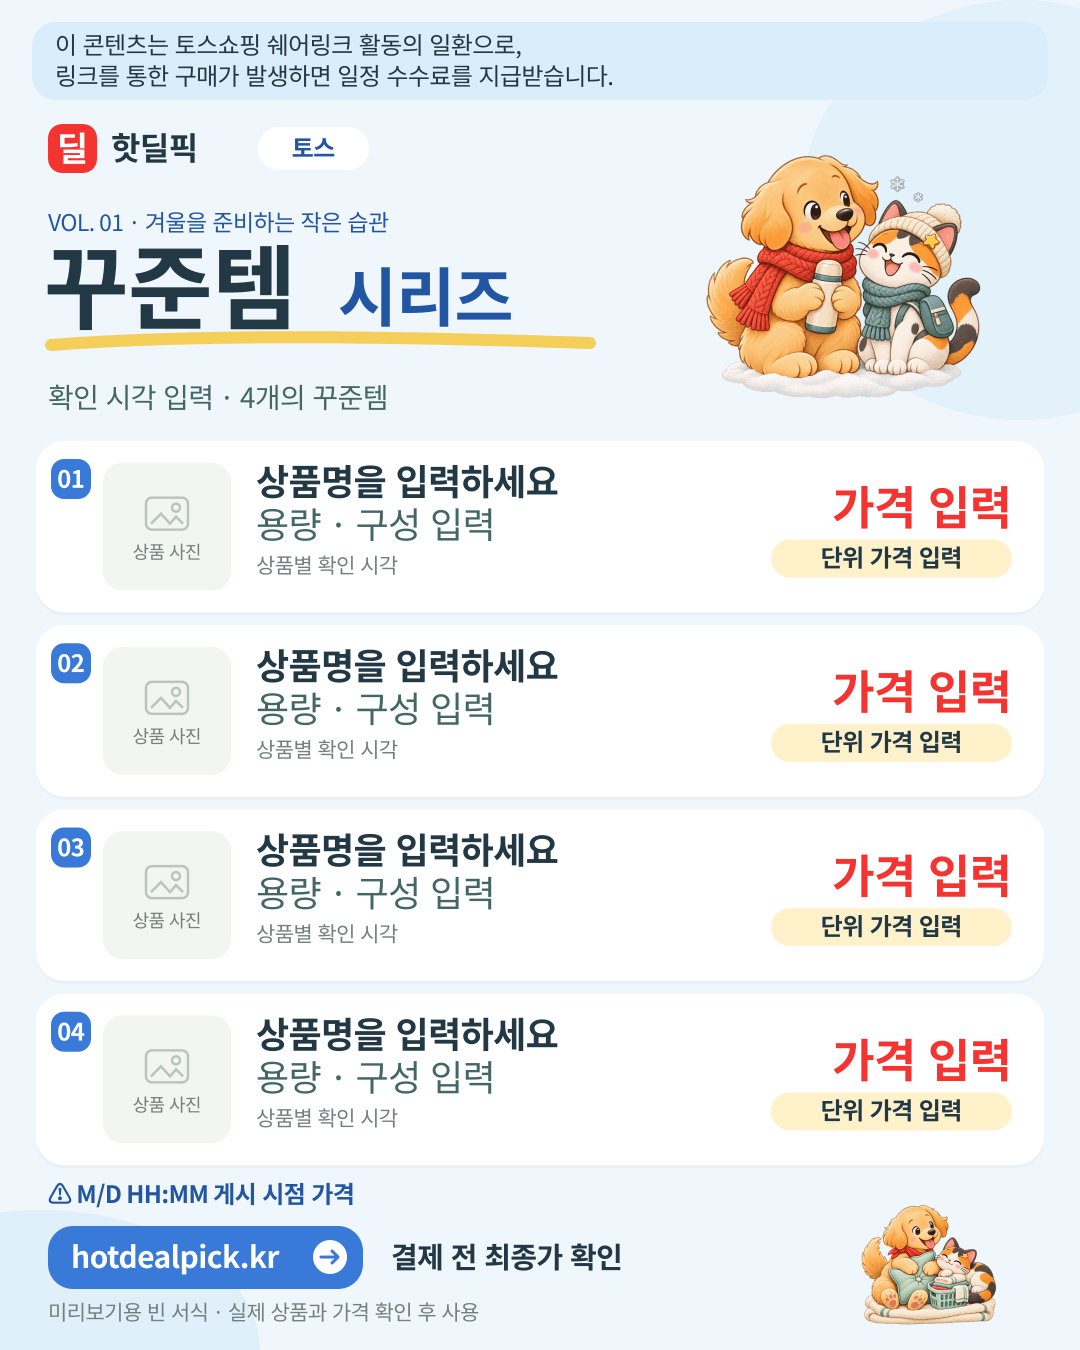 이 콘텐츠는 토스쇼핑 쉐어링크 활동의 일환으로,
링크를 통한 구매가 발생하면 일정 수수료를 지급받습니다.
딜 핫딜픽 토스
VOL. 01 · 겨울을 준비하는 작은 습관
꾸준템 시리즈
확인 시각 입력 · 4개의 꾸준템
01
상품 사진
상품명을 입력하세요
용량 · 구성 입력
상품별 확인 시각
가격 입력
단위 가격 입력
02
상품 사진
상품명을 입력하세요
용량 · 구성 입력
상품별 확인 시각
가격 입력
단위 가격 입력
03
상품 사진
상품명을 입력하세요
용량 · 구성 입력
상품별 확인 시각
가격 입력
단위 가격 입력
04
상품 사진
상품명을 입력하세요
용량 · 구성 입력
상품별 확인 시각
가격 입력
단위 가격 입력
⚠ M/D HH:MM 게시 시점 가격
hotdealpick.kr → 결제 전 최종가 확인
미리보기용 빈 서식 · 실제 상품과 가격 확인 후 사용